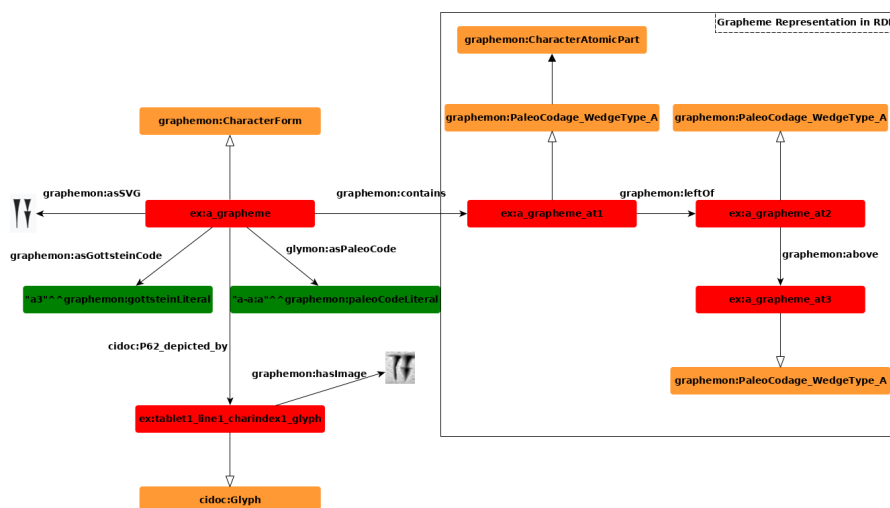 Grapheme Representation in RDF
graphemon:CharacterAtomicPart
graphemon:CharacterForm
graphemon:PaleoCodage_WedgeType_A
graphemon:PaleoCodage_WedgeType_A
graphemon:asSVG
graphemon:contains
graphemon:leftOf
ex:a_grapheme
ex:a_grapheme_at1
ex:a_grapheme_at2
graphemon:asGottsteinCode
glymon:asPaleoCode
graphemon:above
"a3"^^graphemon:gottsteinLiteral
"a-a:a"^^graphemon:paleoCodeLiteral
ex:a_grapheme_at3
cidoc:P62_depicted_by
graphemon:hasImage
graphemon:PaleoCodage_WedgeType_A
ex:tablet1_line1_charindex1_glyph
cidoc:Glyph